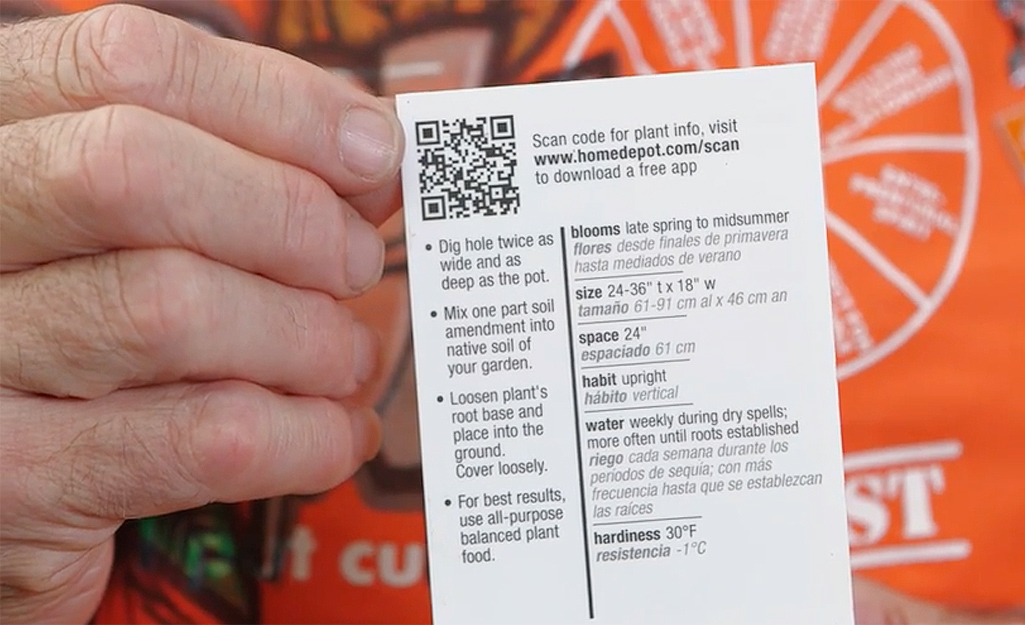 Scan code for plant info, visit
www.homedepot.com/scan
to download a free app
• Dig hole twice as
wide and as
deep as the pot.
• Mix one part soil
amendment into
native soil of
your garden.
• Loosen plant's
root base and
place into the
ground.
Cover loosely.
• For best results,
use all-purpose
balanced plant
food.
blooms late spring to midsummer
flores desde finales de primavera
hasta mediados de verano
size 24-36" t x 18" w
tamaño 61-91 cm al x 46 cm an
space 24"
espaciado 61 cm
habit upright
hábito vertical
water weekly during dry spells;
more often until roots established
riego cada semana durante los
períodos de sequía; con más
frecuencia hasta que se establezcan
las raíces
hardiness 30°F
resistencia -1°C